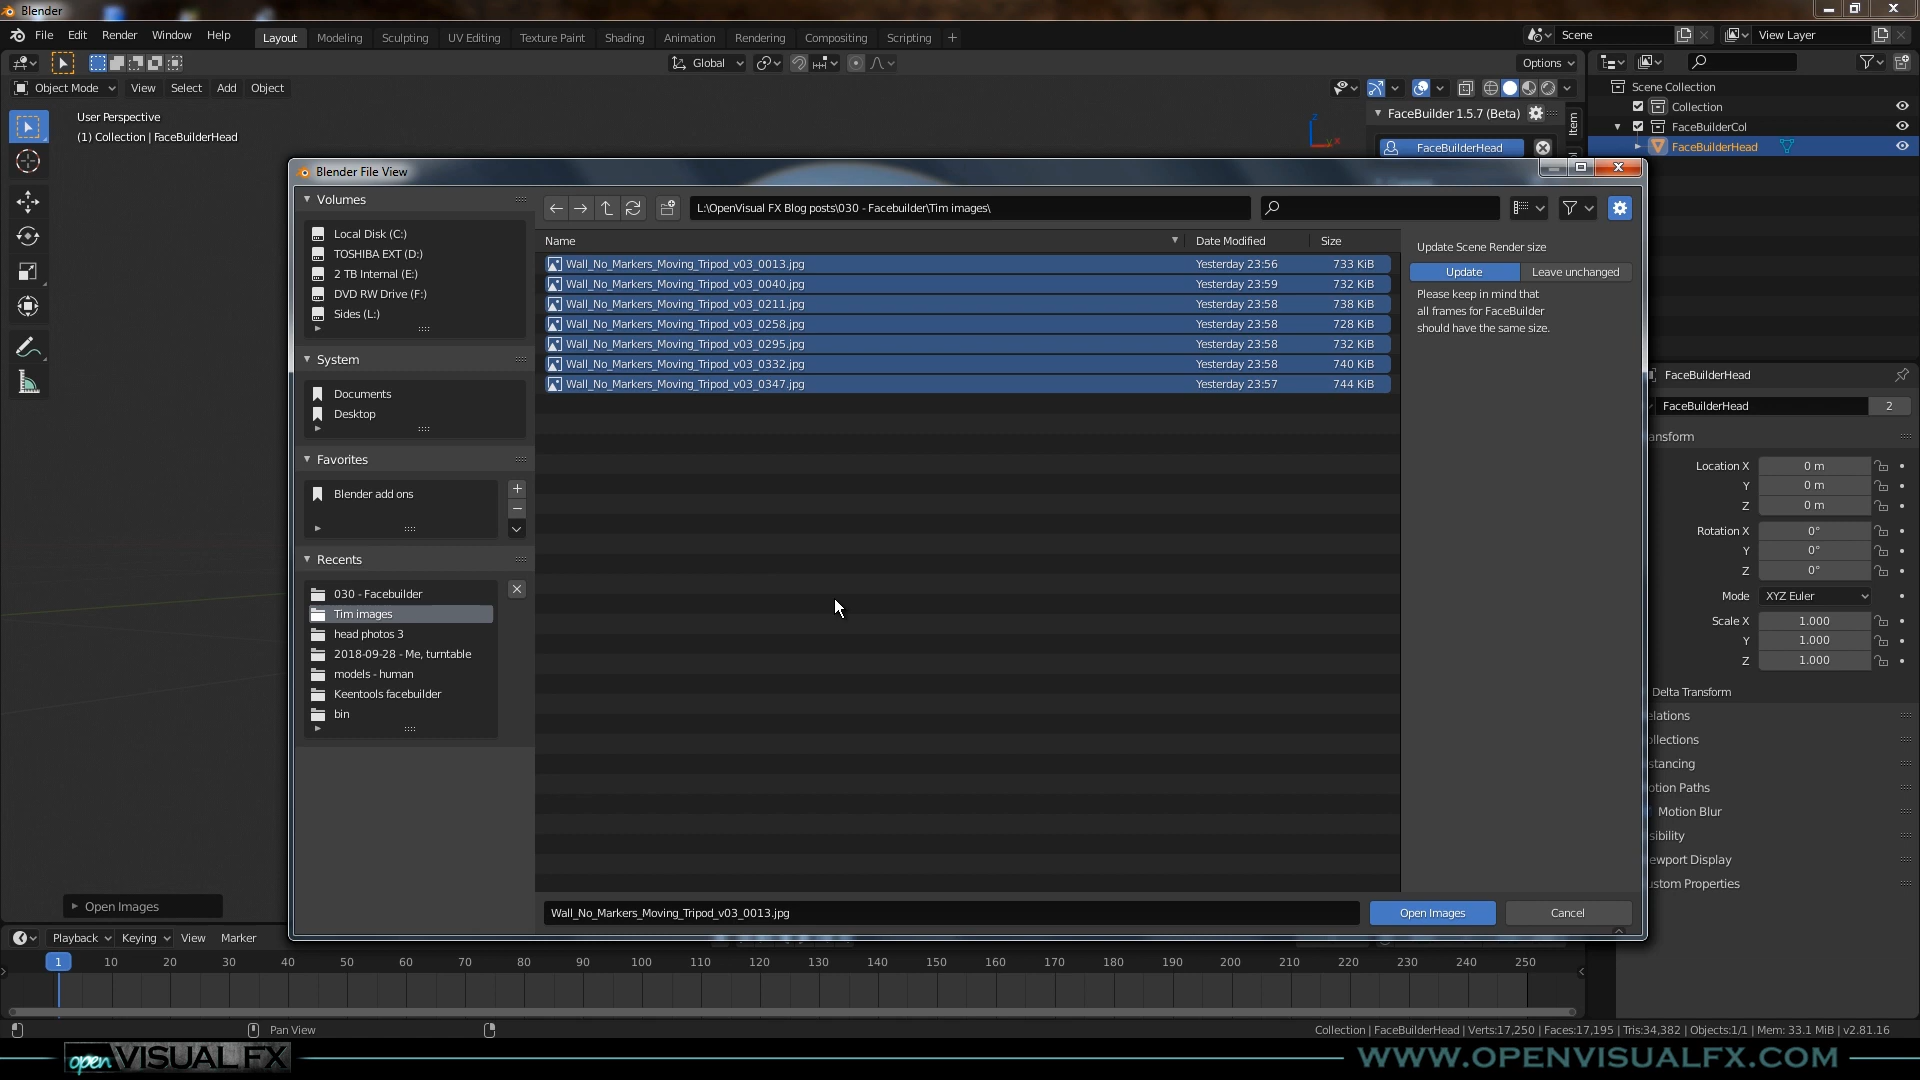 Blender
File Edit Render Window Help Layout Modeling Sculpting UV Editing Texture Paint Shading Animation Rendering Compositing Scripting + Scene View Layer
Global Options
Object Mode View Select Add Object
User Perspective
(1) Collection | FaceBuilderHead
FaceBuilder 1.5.7 (Beta)
FaceBuilderHead
Item
Scene Collection
Collection
FaceBuilderCol
FaceBuilderHead
Blender File View
Volumes
Local Disk (C:)
TOSHIBA EXT (D:)
2 TB Internal (E:)
DVD RW Drive (F:)
Sides (L:)
System
Documents
Desktop
Favorites
Blender add ons
Recents
030 - Facebuilder
Tim images
head photos 3
2018-09-28 - Me, turntable
models - human
Keentools facebuilder
bin
L:\OpenVisual FX Blog posts\030 - Facebuilder\Tim images\
Name Date Modified Size
Wall_No_Markers_Moving_Tripod_v03_0013.jpg Yesterday 23:56 733 KiB
Wall_No_Markers_Moving_Tripod_v03_0040.jpg Yesterday 23:59 732 KiB
Wall_No_Markers_Moving_Tripod_v03_0211.jpg Yesterday 23:58 738 KiB
Wall_No_Markers_Moving_Tripod_v03_0258.jpg Yesterday 23:58 728 KiB
Wall_No_Markers_Moving_Tripod_v03_0295.jpg Yesterday 23:58 732 KiB
Wall_No_Markers_Moving_Tripod_v03_0332.jpg Yesterday 23:58 740 KiB
Wall_No_Markers_Moving_Tripod_v03_0347.jpg Yesterday 23:57 744 KiB
Update Scene Render size
Update Leave unchanged
Please keep in mind that
all frames for FaceBuilder
should have the same size.
Wall_No_Markers_Moving_Tripod_v03_0013.jpg Open Images Cancel
FaceBuilderHead
FaceBuilderHead 2
ansform
Location X 0 m
Y 0 m
Z 0 m
Rotation X 0°
Y 0°
Z 0°
Mode XYZ Euler
Scale X 1.000
Y 1.000
Z 1.000
Delta Transform
elations
ollections
stancing
otion Paths
Motion Blur
sibility
ewport Display
ustom Properties
Open Images
Playback Keying View Marker
1 10 20 30 40 50 60 70 80 90 100 110 120 130 140 150 160 170 180 190 200 210 220 230 240 250
Pan View
Collection | FaceBuilderHead | Verts:17,250 | Faces:17,195 | Tris:34,382 | Objects:1/1 | Mem: 33.1 MiB | v2.81.16
open VISUALFX
WWW.OPENVISUALFX.COM